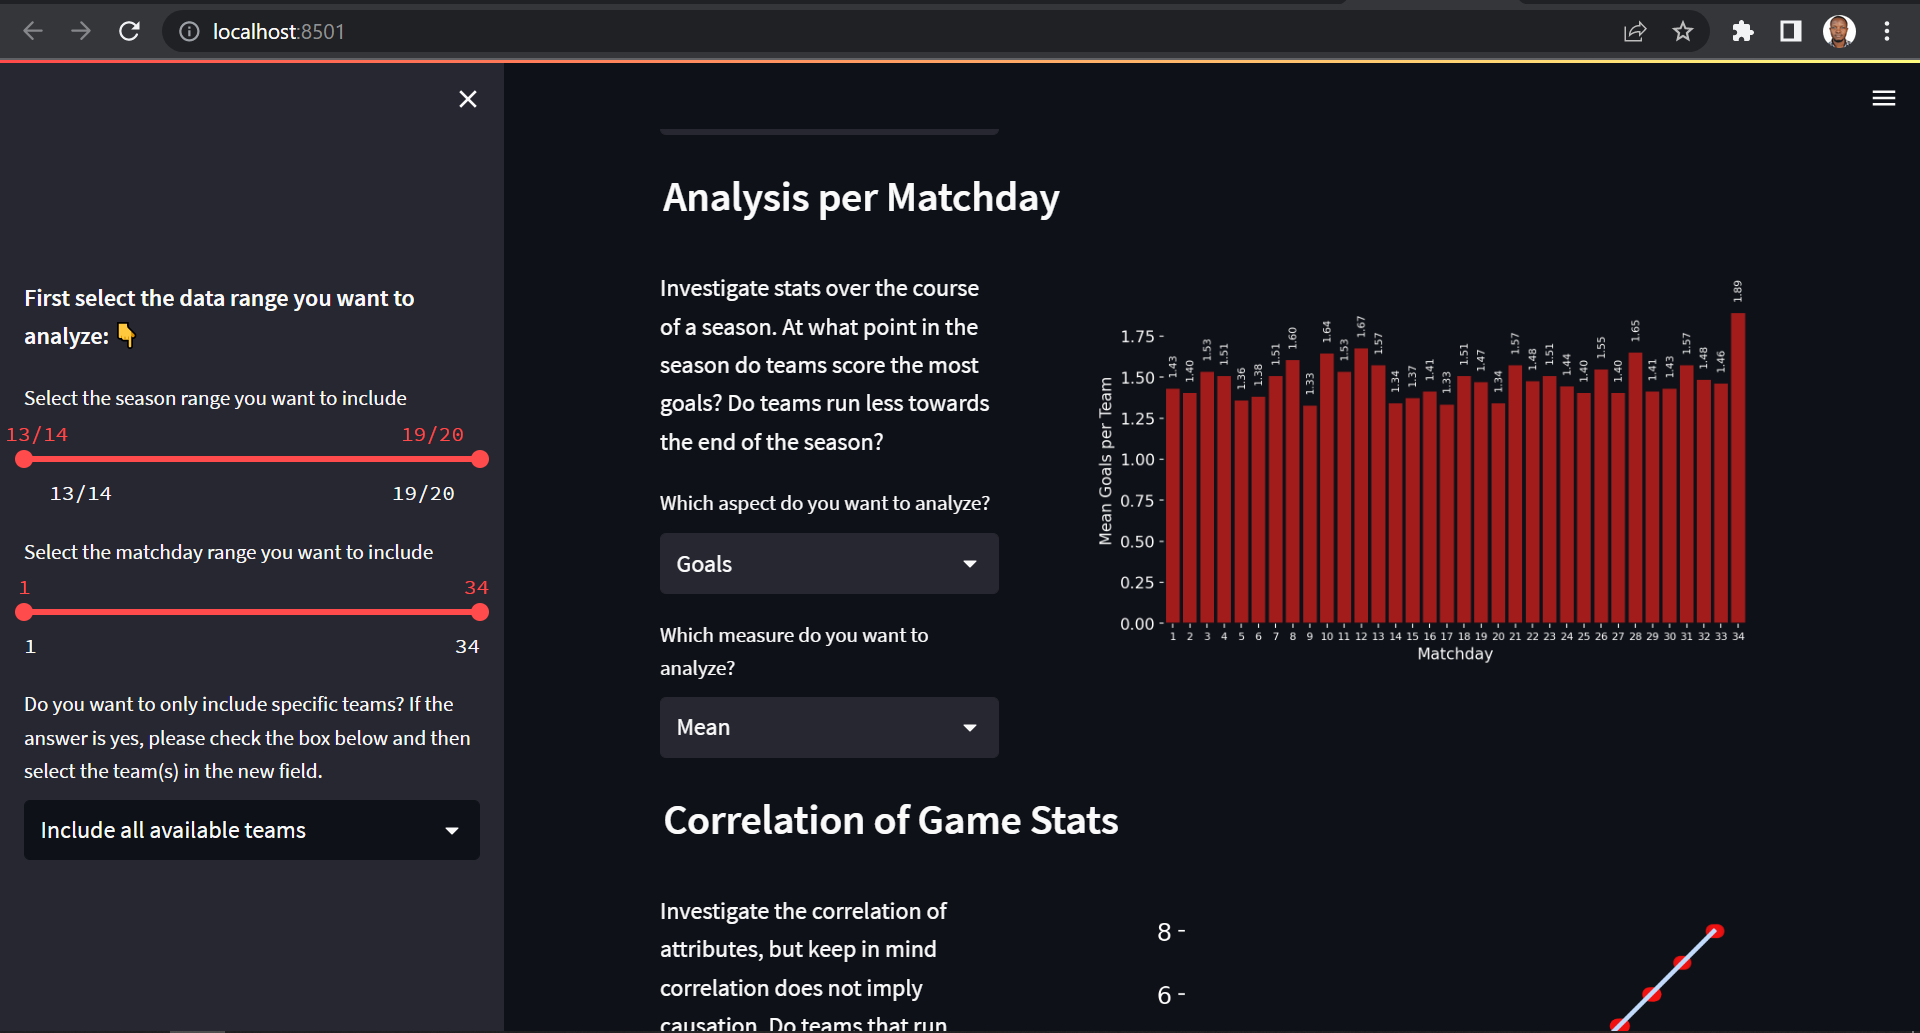 localhost:8501
First select the data range you want to
analyze: 👇
Select the season range you want to include
13/14 19/20
13/14 19/20
Select the matchday range you want to include
1 34
1 34
Do you want to only include specific teams? If the
answer is yes, please check the box below and then
select the team(s) in the new field.
Include all available teams
Analysis per Matchday
Investigate stats over the course
of a season. At what point in the
season do teams score the most
goals? Do teams run less towards
the end of the season?
Which aspect do you want to analyze?
Goals
Which measure do you want to
analyze?
Mean
Mean Goals per Team
1.75
1.50
1.25
1.00
0.75
0.50
0.25
0.00
1.43 1.40 1.53 1.51 1.36 1.38 1.51 1.60 1.33 1.64 1.53 1.67 1.57 1.34 1.37 1.41 1.33 1.51 1.47 1.34 1.57 1.48 1.51 1.44 1.40 1.55 1.40 1.65 1.41 1.43 1.57 1.48 1.46 1.89
1 2 3 4 5 6 7 8 9 10 11 12 13 14 15 16 17 18 19 20 21 22 23 24 25 26 27 28 29 30 31 32 33 34
Matchday
Correlation of Game Stats
Investigate the correlation of
attributes, but keep in mind
correlation does not imply
causation. Do teams that run
8
6